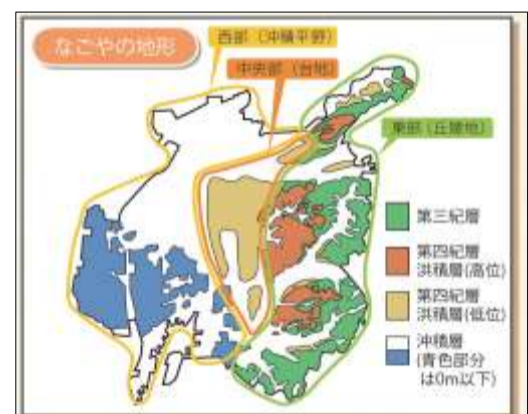 なごやの地形
西部（沖積平野）
中央部（台地）
東部（丘陵地）
第三紀層
第四紀層
洪積層(高位)
第四紀層
洪積層(低位)
沖積層
(青色部分
は0m以下)